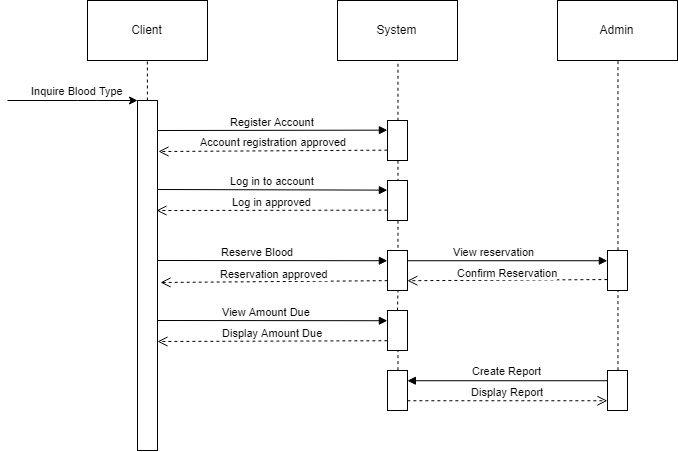 Client
System
Admin
Inquire Blood Type
Register Account
Account registration approved
Log in to account
Log in approved
Reserve Blood
View reservation
Reservation approved
Confirm Reservation
View Amount Due
Display Amount Due
Create Report
Display Report